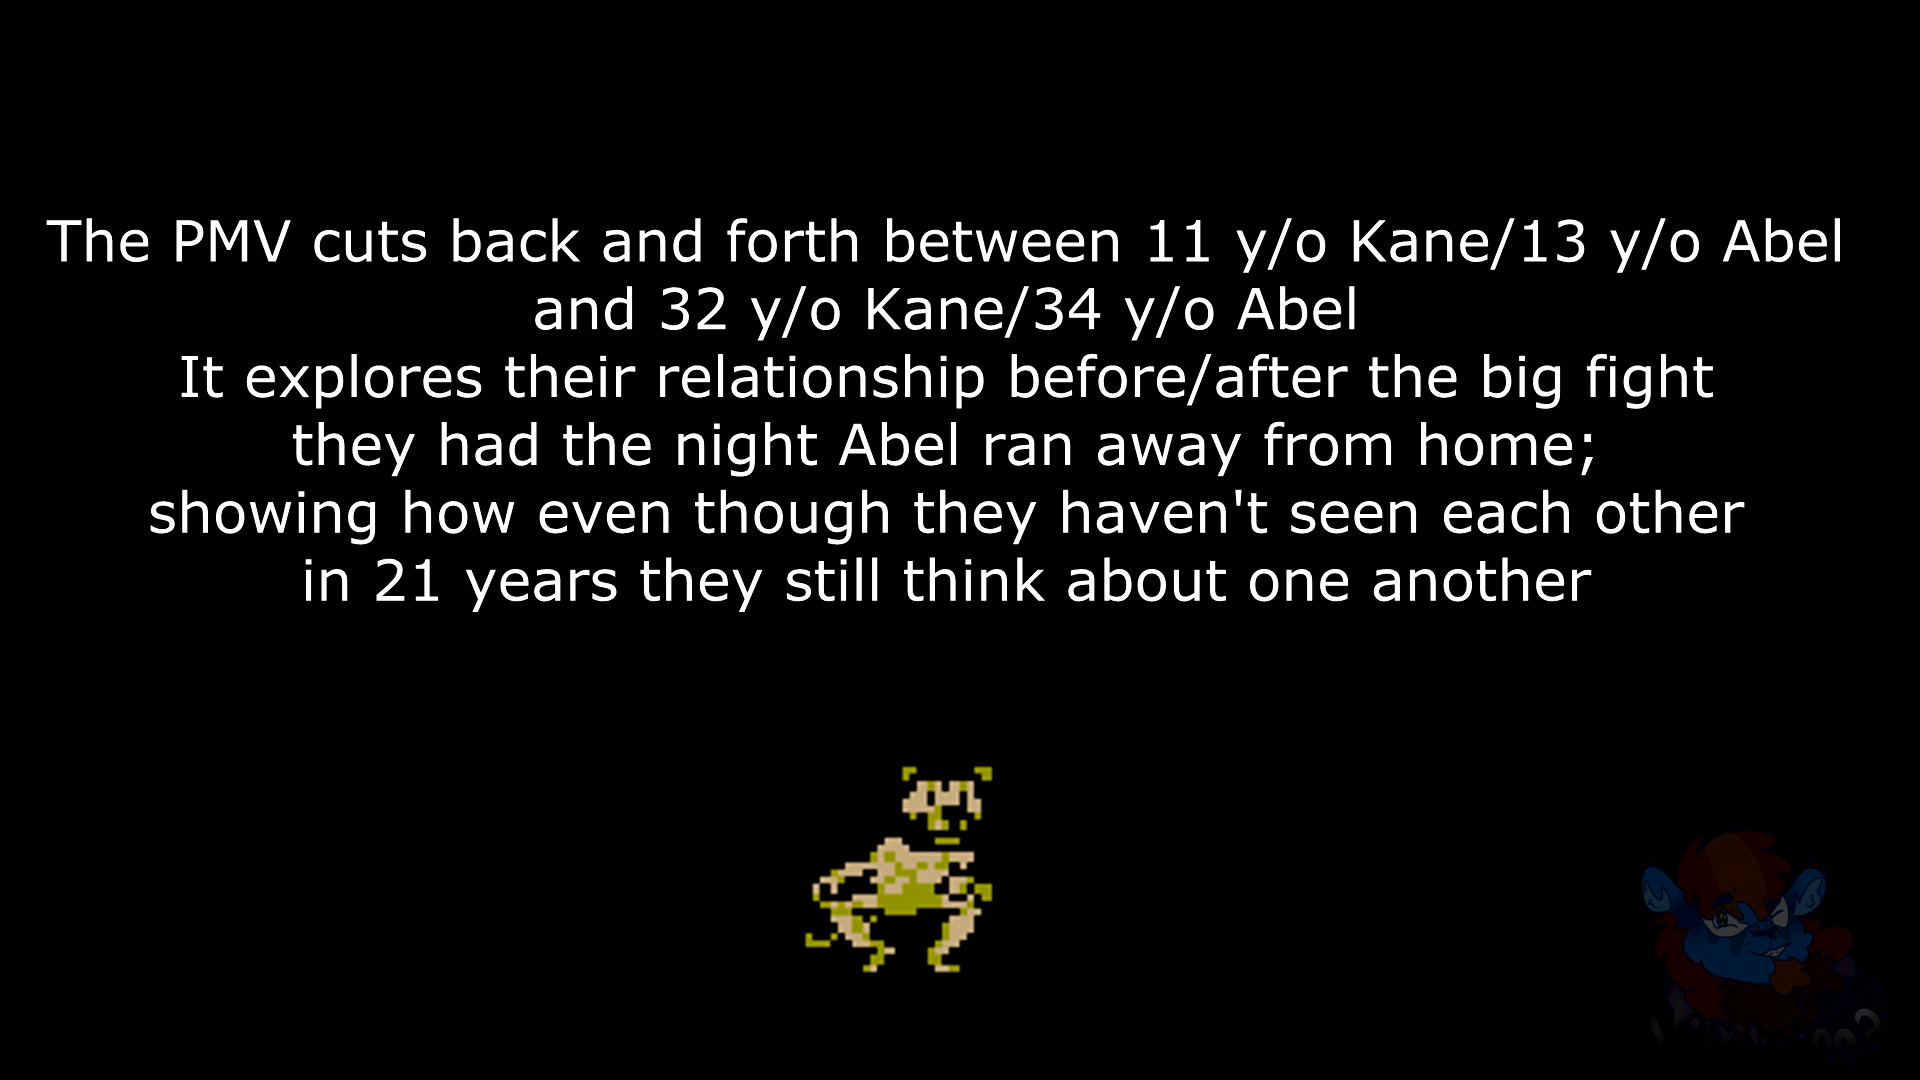 The PMV cuts back and forth between 11 y/o Kane/13 y/o Abel
and 32 y/o Kane/34 y/o Abel
It explores their relationship before/after the big fight
they had the night Abel ran away from home;
showing how even though they haven't seen each other
in 21 years they still think about one another